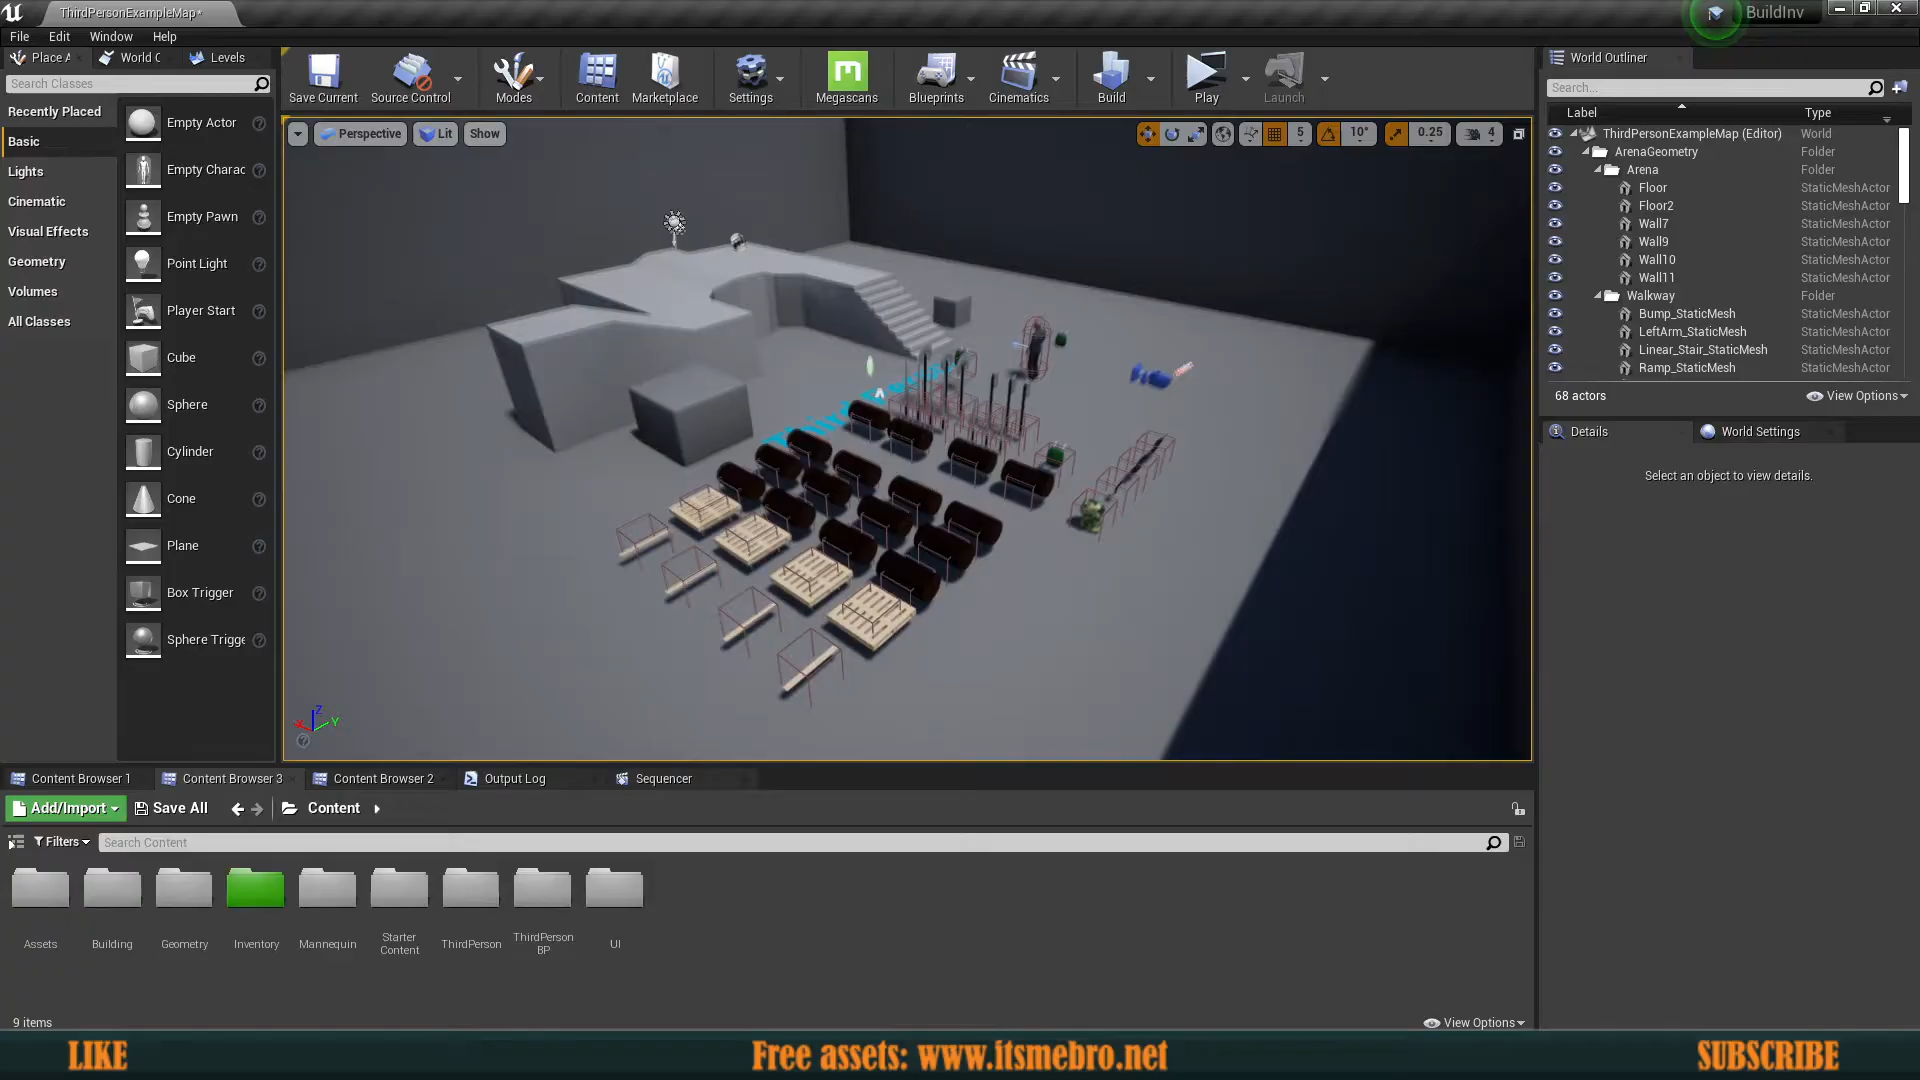 ThirdPersonExampleMap*
BuildInv
File Edit Window Help
Place A World C Levels
Search Classes
Recently Placed
Basic
Lights
Cinematic
Visual Effects
Geometry
Volumes
All Classes
Empty Actor
Empty Charac
Empty Pawn
Point Light
Player Start
Cube
Sphere
Cylinder
Cone
Plane
Box Trigger
Sphere Trigge
Save Current Source Control Modes Content Marketplace Settings Megascans Blueprints Cinematics Build Play Launch
Perspective Lit Show
5 10° 0.25 4
Z
X Y
World Outliner
Search...
Label Type
ThirdPersonExampleMap (Editor) World
ArenaGeometry Folder
Arena Folder
Floor StaticMeshActor
Floor2 StaticMeshActor
Wall7 StaticMeshActor
Wall9 StaticMeshActor
Wall10 StaticMeshActor
Wall11 StaticMeshActor
Walkway Folder
Bump_StaticMesh StaticMeshActor
LeftArm_StaticMesh StaticMeshActor
Linear_Stair_StaticMesh StaticMeshActor
Ramp_StaticMesh StaticMeshActor
68 actors View Options
Details World Settings
Select an object to view details.
Content Browser 1 Content Browser 3 Content Browser 2 Output Log Sequencer
Add/Import Save All Content
Filters Search Content
Assets Building Geometry Inventory Mannequin Starter Content ThirdPerson ThirdPerson BP UI
9 items View Options
LIKE Free assets: www.itsmebro.net SUBSCRIBE